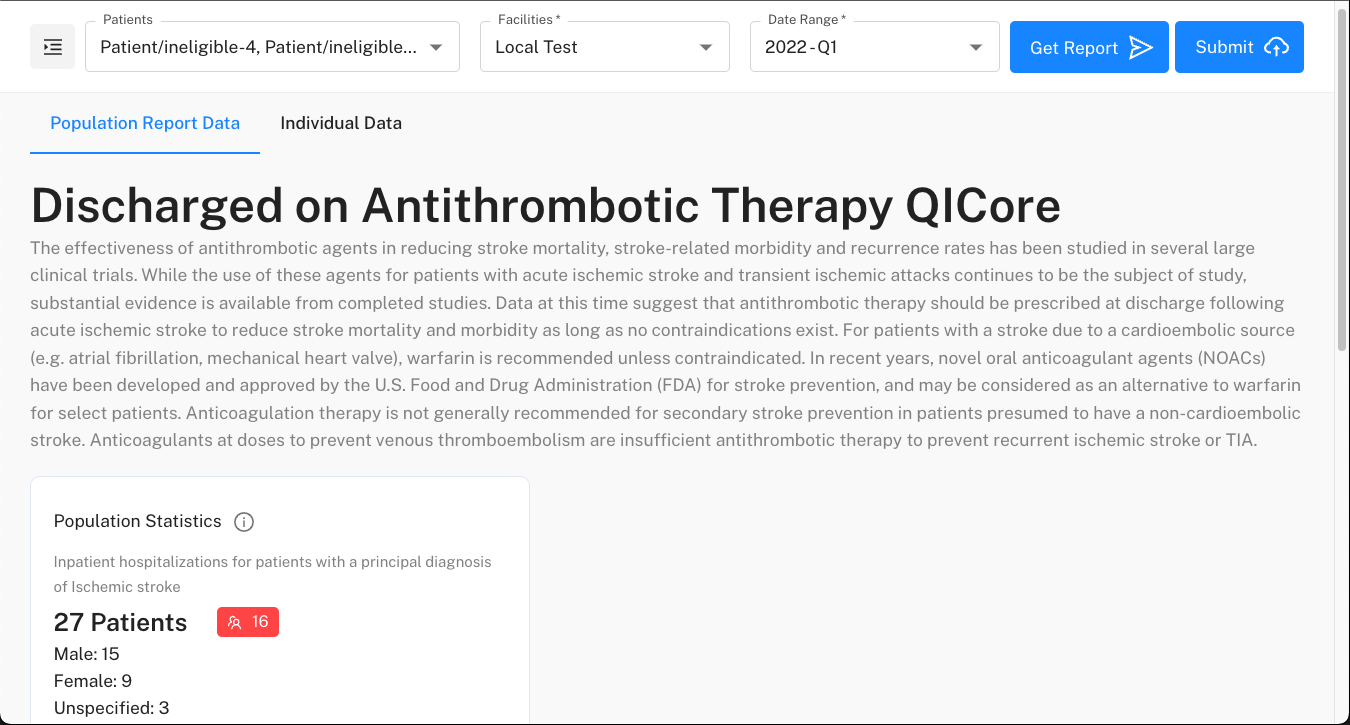 Patients
Facilities *
Date Range *
Patient/ineligible-4, Patient/ineligible...
Local Test
2022 - Q1
Get Report
Submit
Population Report Data
Individual Data
Discharged on Antithrombotic Therapy QICore
The effectiveness of antithrombotic agents in reducing stroke mortality, stroke-related morbidity and recurrence rates has been studied in several large
clinical trials. While the use of these agents for patients with acute ischemic stroke and transient ischemic attacks continues to be the subject of study,
substantial evidence is available from completed studies. Data at this time suggest that antithrombotic therapy should be prescribed at discharge following
acute ischemic stroke to reduce stroke mortality and morbidity as long as no contraindications exist. For patients with a stroke due to a cardioembolic source
(e.g. atrial fibrillation, mechanical heart valve), warfarin is recommended unless contraindicated. In recent years, novel oral anticoagulant agents (NOACs)
have been developed and approved by the U.S. Food and Drug Administration (FDA) for stroke prevention, and may be considered as an alternative to warfarin
for select patients. Anticoagulation therapy is not generally recommended for secondary stroke prevention in patients presumed to have a non-cardioembolic
stroke. Anticoagulants at doses to prevent venous thromboembolism are insufficient antithrombotic therapy to prevent recurrent ischemic stroke or TIA.
Population Statistics
Inpatient hospitalizations for patients with a principal diagnosis
of Ischemic stroke
27 Patients
16
Male: 15
Female: 9
Unspecified: 3